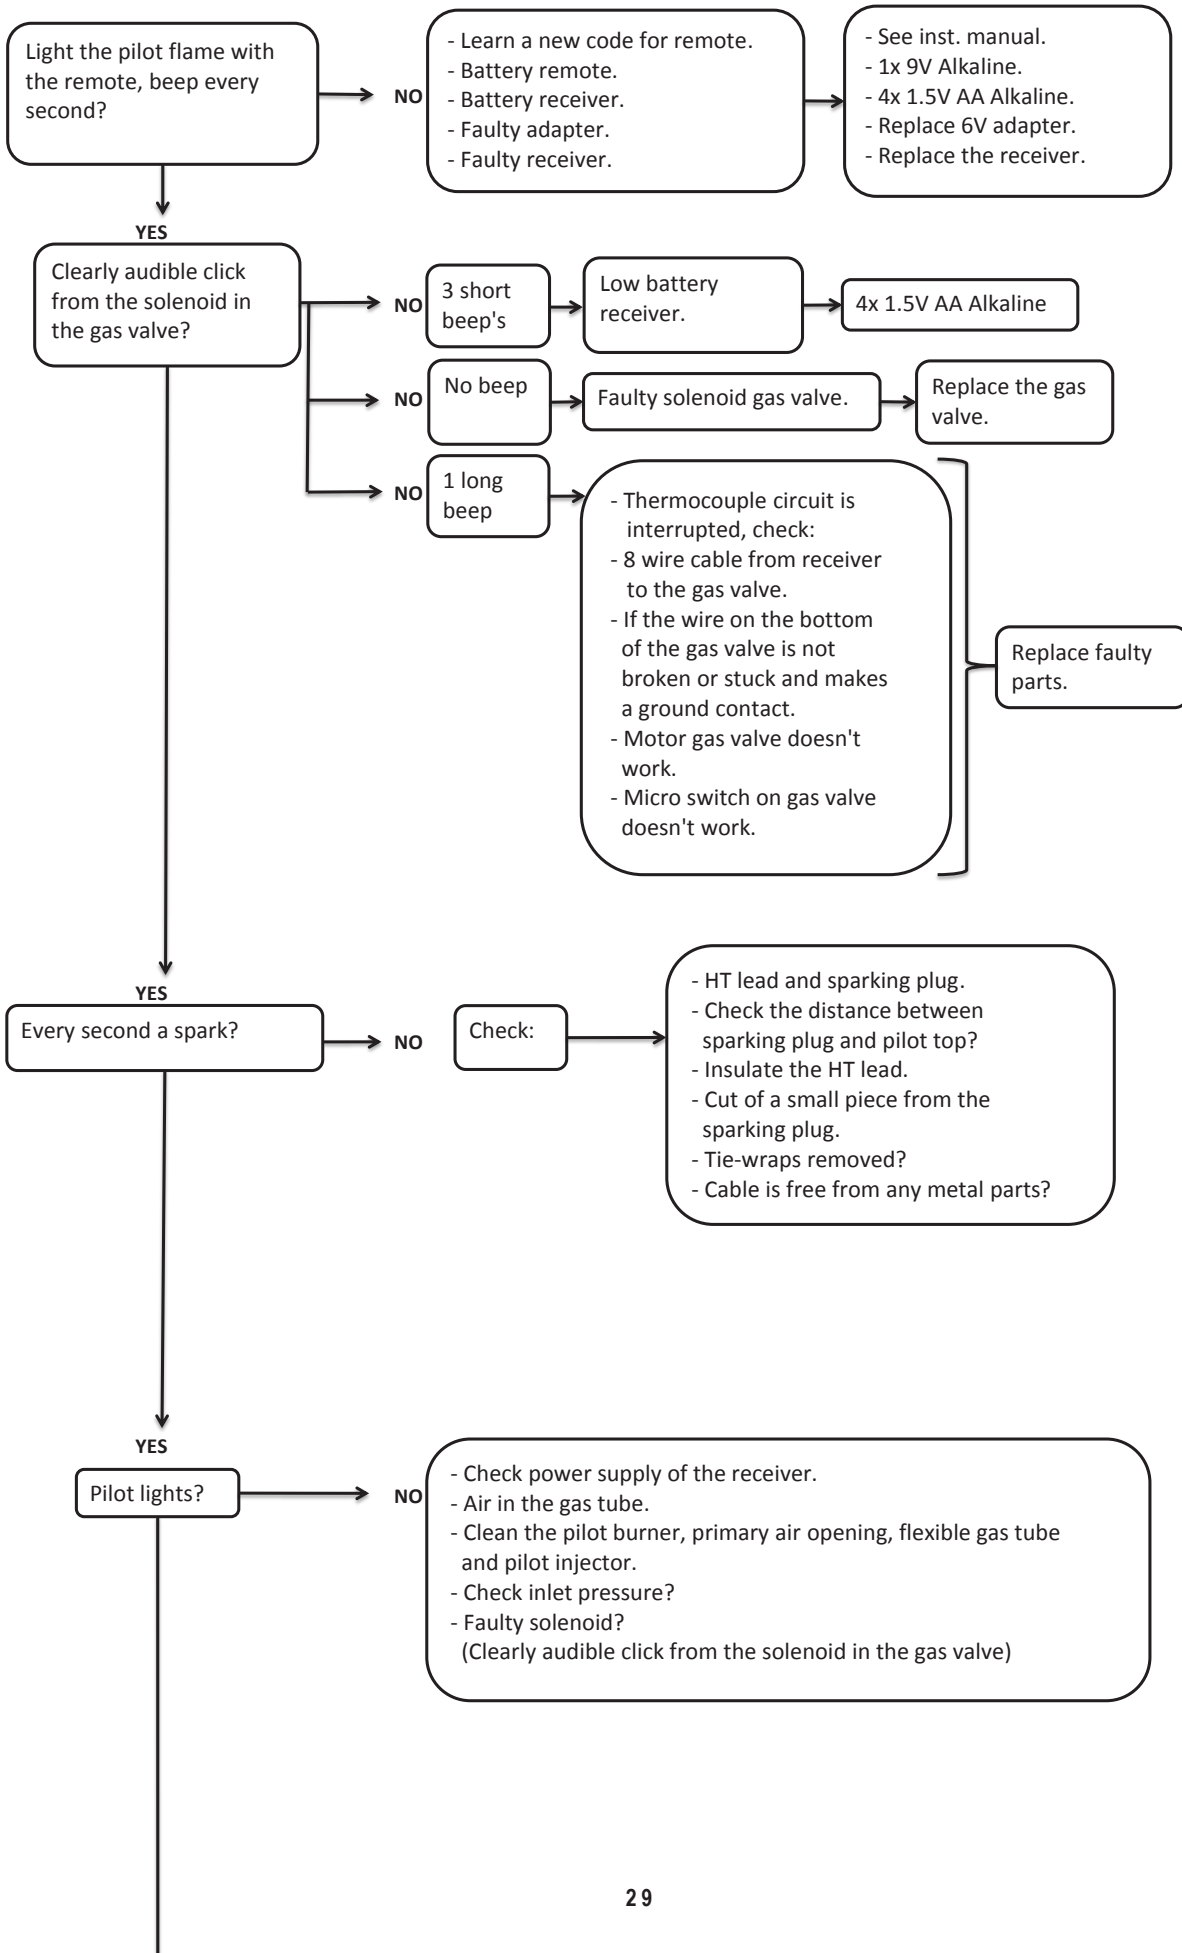 Light the pilot flame with
the remote, beep every
second?
NO
- Learn a new code for remote.
- Battery remote.
- Battery receiver.
- Faulty adapter.
- Faulty receiver.
- See inst. manual.
- 1x 9V Alkaline.
- 4x 1.5V AA Alkaline.
- Replace 6V adapter.
- Replace the receiver.
YES
Clearly audible click
from the solenoid in
the gas valve?
NO
3 short
beep's
Low battery
receiver.
4x 1.5V AA Alkaline
NO
No beep
Faulty solenoid gas valve.
Replace the gas
valve.
NO
1 long
beep
- Thermocouple circuit is
interrupted, check:
- 8 wire cable from receiver
to the gas valve.
- If the wire on the bottom
of the gas valve is not
broken or stuck and makes
a ground contact.
- Motor gas valve doesn't
work.
- Micro switch on gas valve
doesn't work.
Replace faulty
parts.
YES
Every second a spark?
NO
Check:
- HT lead and sparking plug.
- Check the distance between
sparking plug and pilot top?
- Insulate the HT lead.
- Cut of a small piece from the
sparking plug.
- Tie-wraps removed?
- Cable is free from any metal parts?
YES
Pilot lights?
NO
- Check power supply of the receiver.
- Air in the gas tube.
- Clean the pilot burner, primary air opening, flexible gas tube
and pilot injector.
- Check inlet pressure?
- Faulty solenoid?
(Clearly audible click from the solenoid in the gas valve)
29